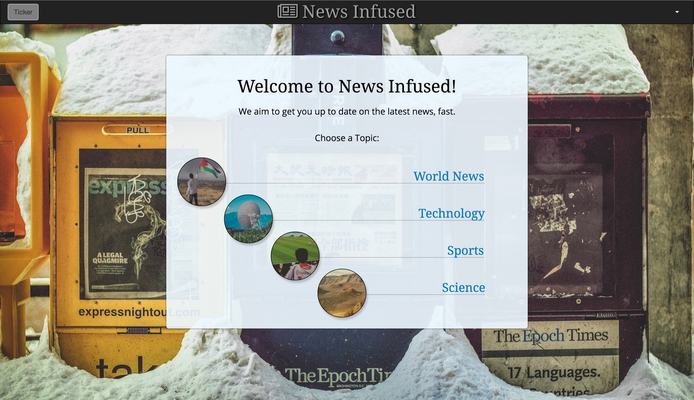 Ticker
News Infused
Welcome to News Infused!
We aim to get you up to date on the latest news, fast.
Choose a Topic:
World News
Technology
Sports
Science
PULL
express
A LEGAL
QUAGMIRE
expressnightout.com
take
The Epoch Times
The Epoch Times
17 Languages.